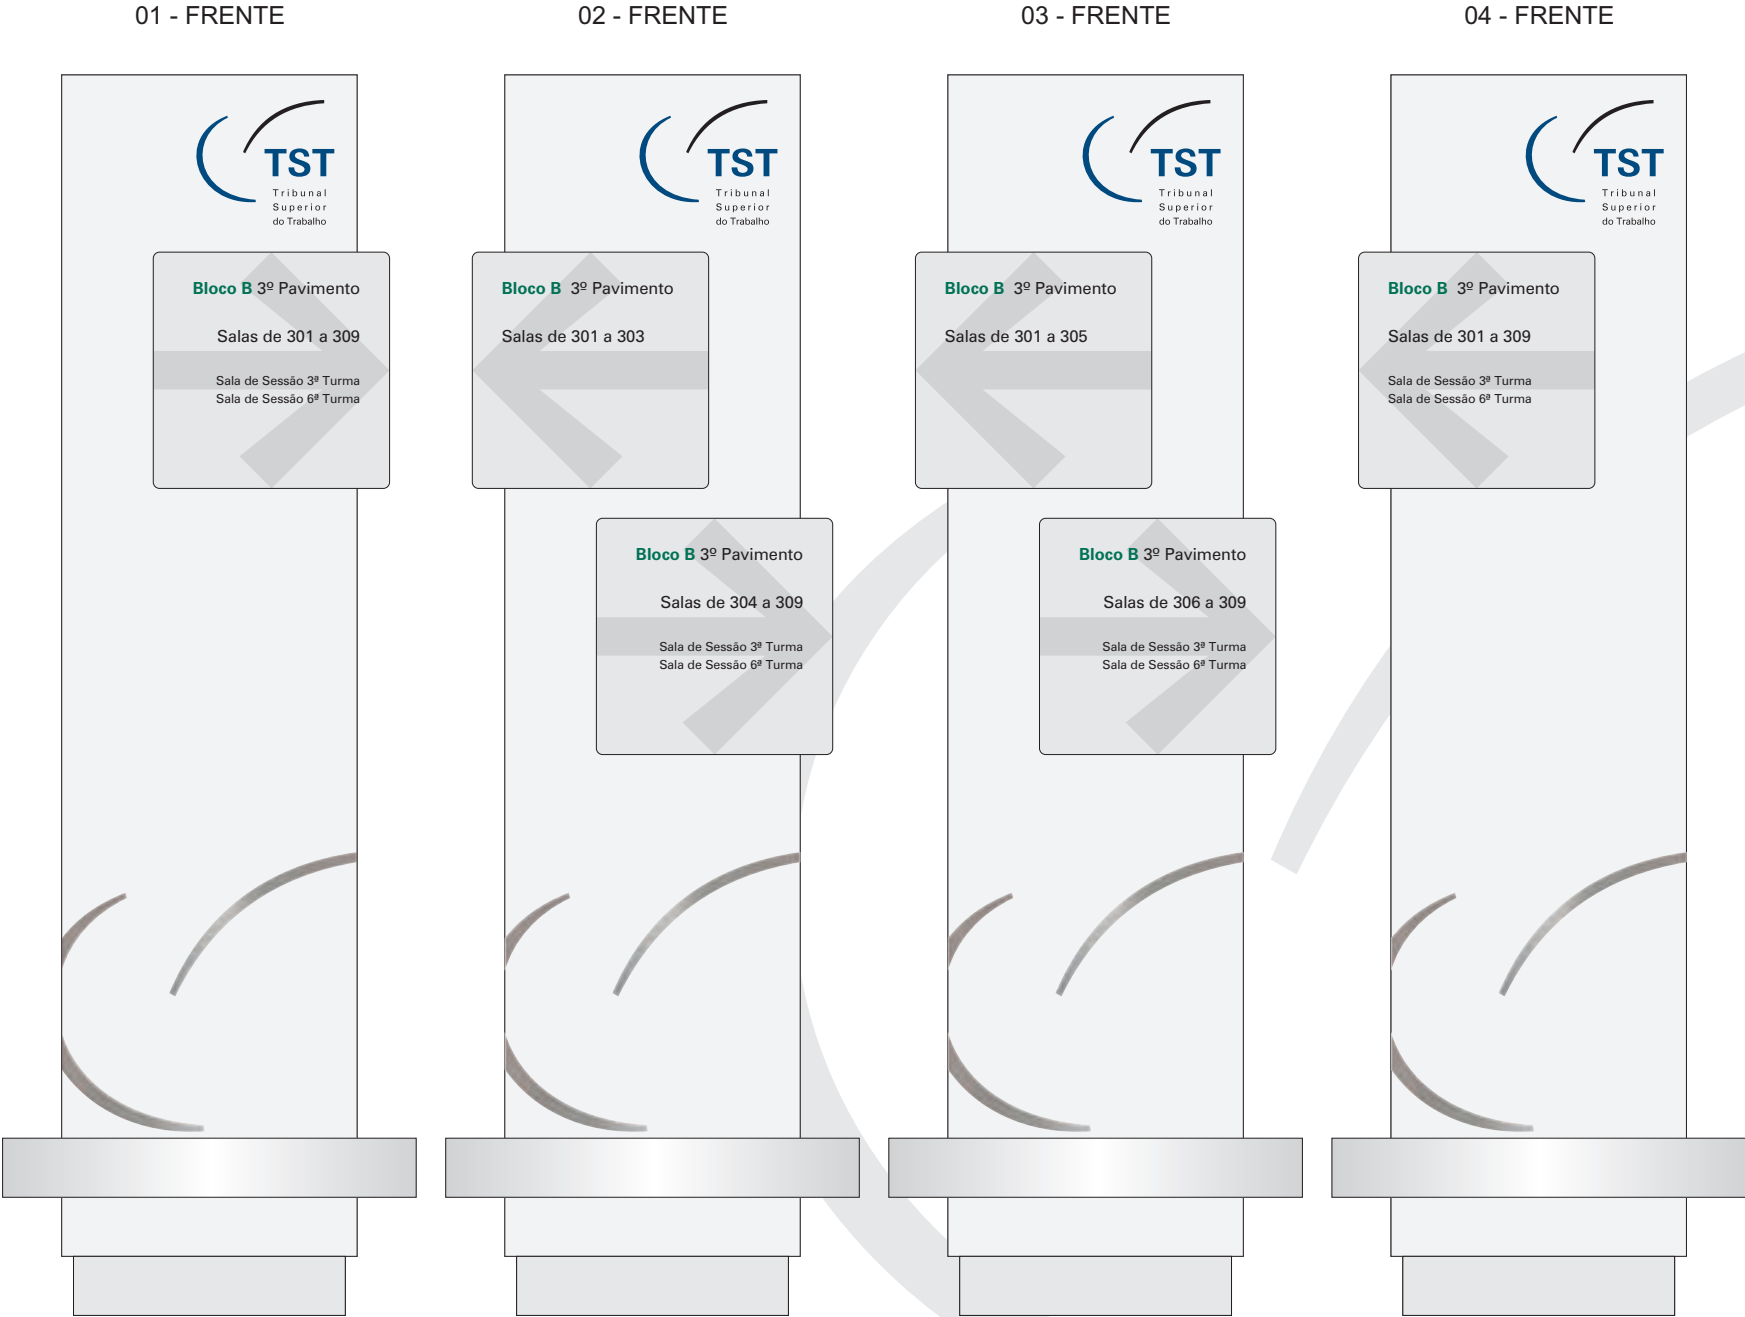 01 - FRENTE
02 - FRENTE
03 - FRENTE
04 - FRENTE
TST
Tribunal
Superior
do Trabalho
Bloco B 3º Pavimento
Salas de 301 a 309
Sala de Sessão 3ª Turma
Sala de Sessão 6ª Turma
TST
Tribunal
Superior
do Trabalho
Bloco B 3º Pavimento
Salas de 301 a 303
Bloco B 3º Pavimento
Salas de 304 a 309
Sala de Sessão 3ª Turma
Sala de Sessão 6ª Turma
TST
Tribunal
Superior
do Trabalho
Bloco B 3º Pavimento
Salas de 301 a 305
Bloco B 3º Pavimento
Salas de 306 a 309
Sala de Sessão 3ª Turma
Sala de Sessão 6ª Turma
TST
Tribunal
Superior
do Trabalho
Bloco B 3º Pavimento
Salas de 301 a 309
Sala de Sessão 3ª Turma
Sala de Sessão 6ª Turma